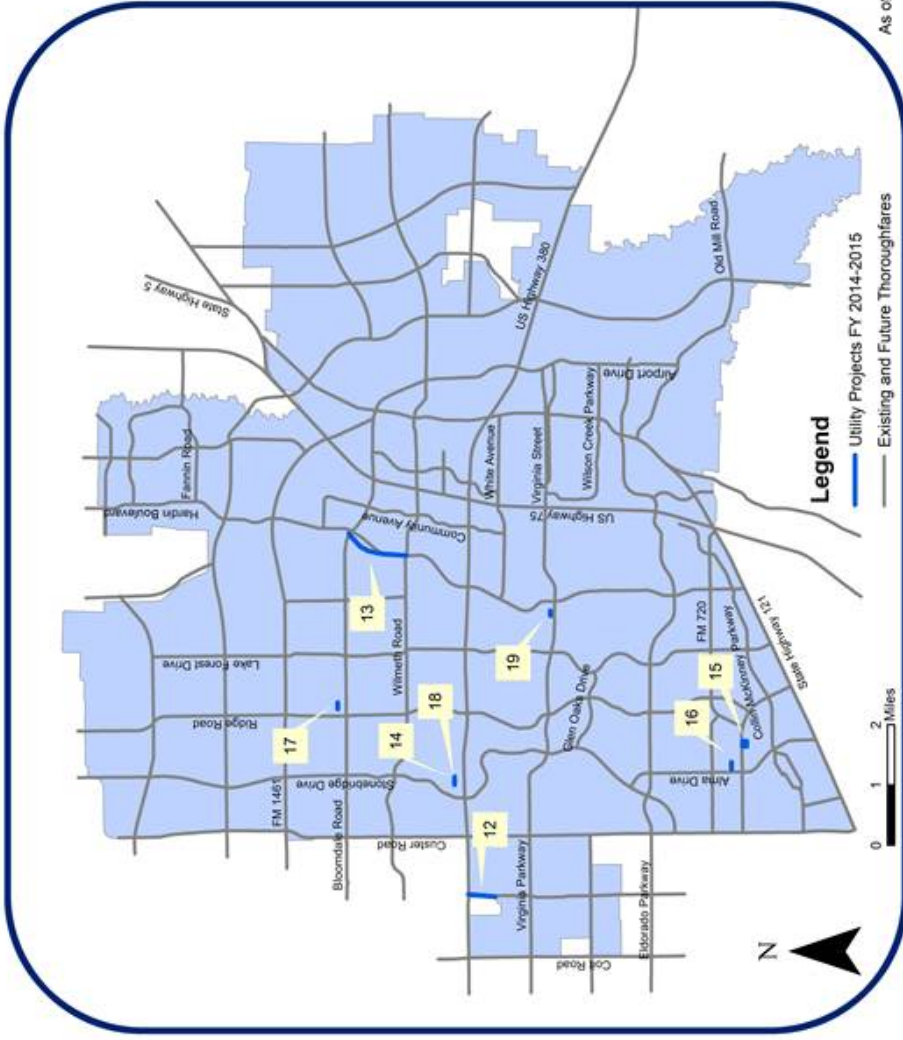 State Highway 5
Fannin Road
Hardin Boulevard
Community Avenue
13
Lake Forest Drive
Wilmeth Road
17
Ridge Road
14
18
FM 1461
Stonebridge Drive
Bloomdale Road
Custer Road
12
Virginia Parkway
Coit Road
Eldorado Parkway
US Highway 380
White Avenue
Virginia Street
Wilson Creek Parkway
Airport Drive
Old Mill Road
US Highway 75
19
Glen Oaks Drive
FM 720
15
16
Collin McKinney Parkway
Alma Drive
State Highway 121
N
Legend
Utility Projects FY 2014-2015
Existing and Future Thoroughfares
0 1 2
Miles
As of